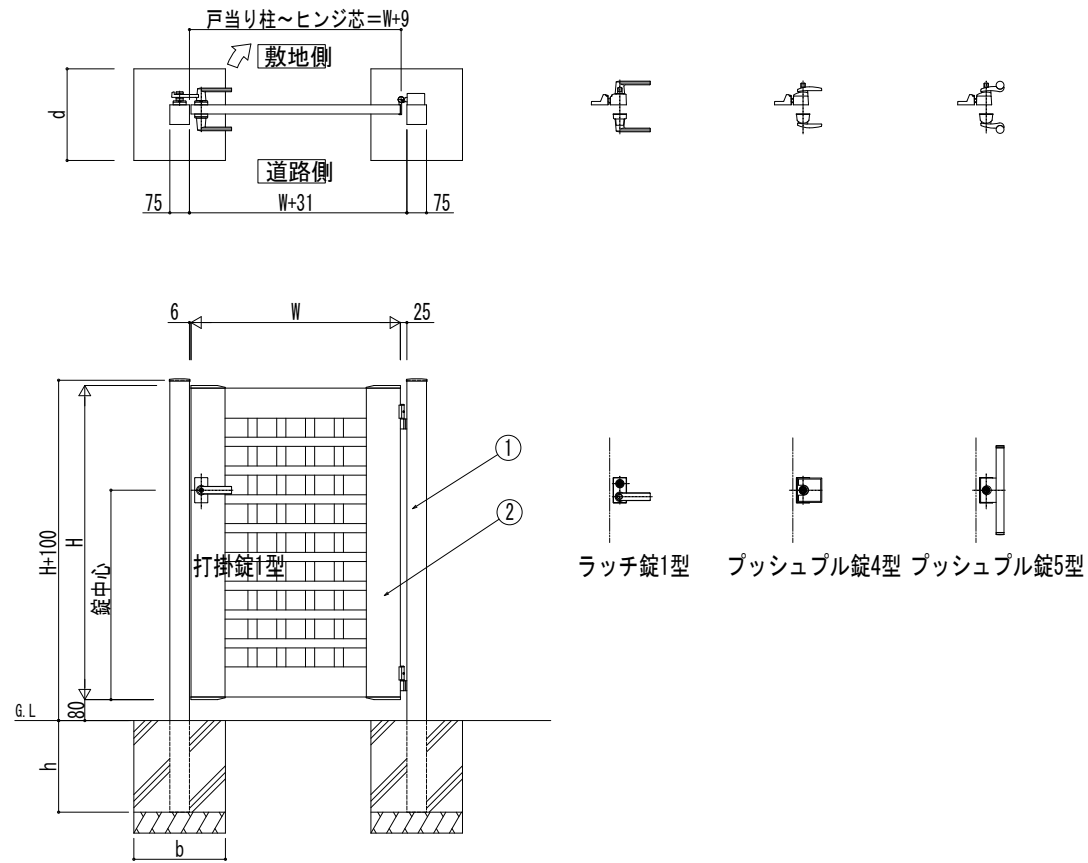 戸当り柱～ヒンジ芯＝W+9
敷地側
d
道路側
75
W+31
75
6
W
25
H+100
H
錠中心
①
②
打掛錠1型
ラッチ錠1型
プッシュプル錠4型
プッシュプル錠5型
G.L
80
h
b